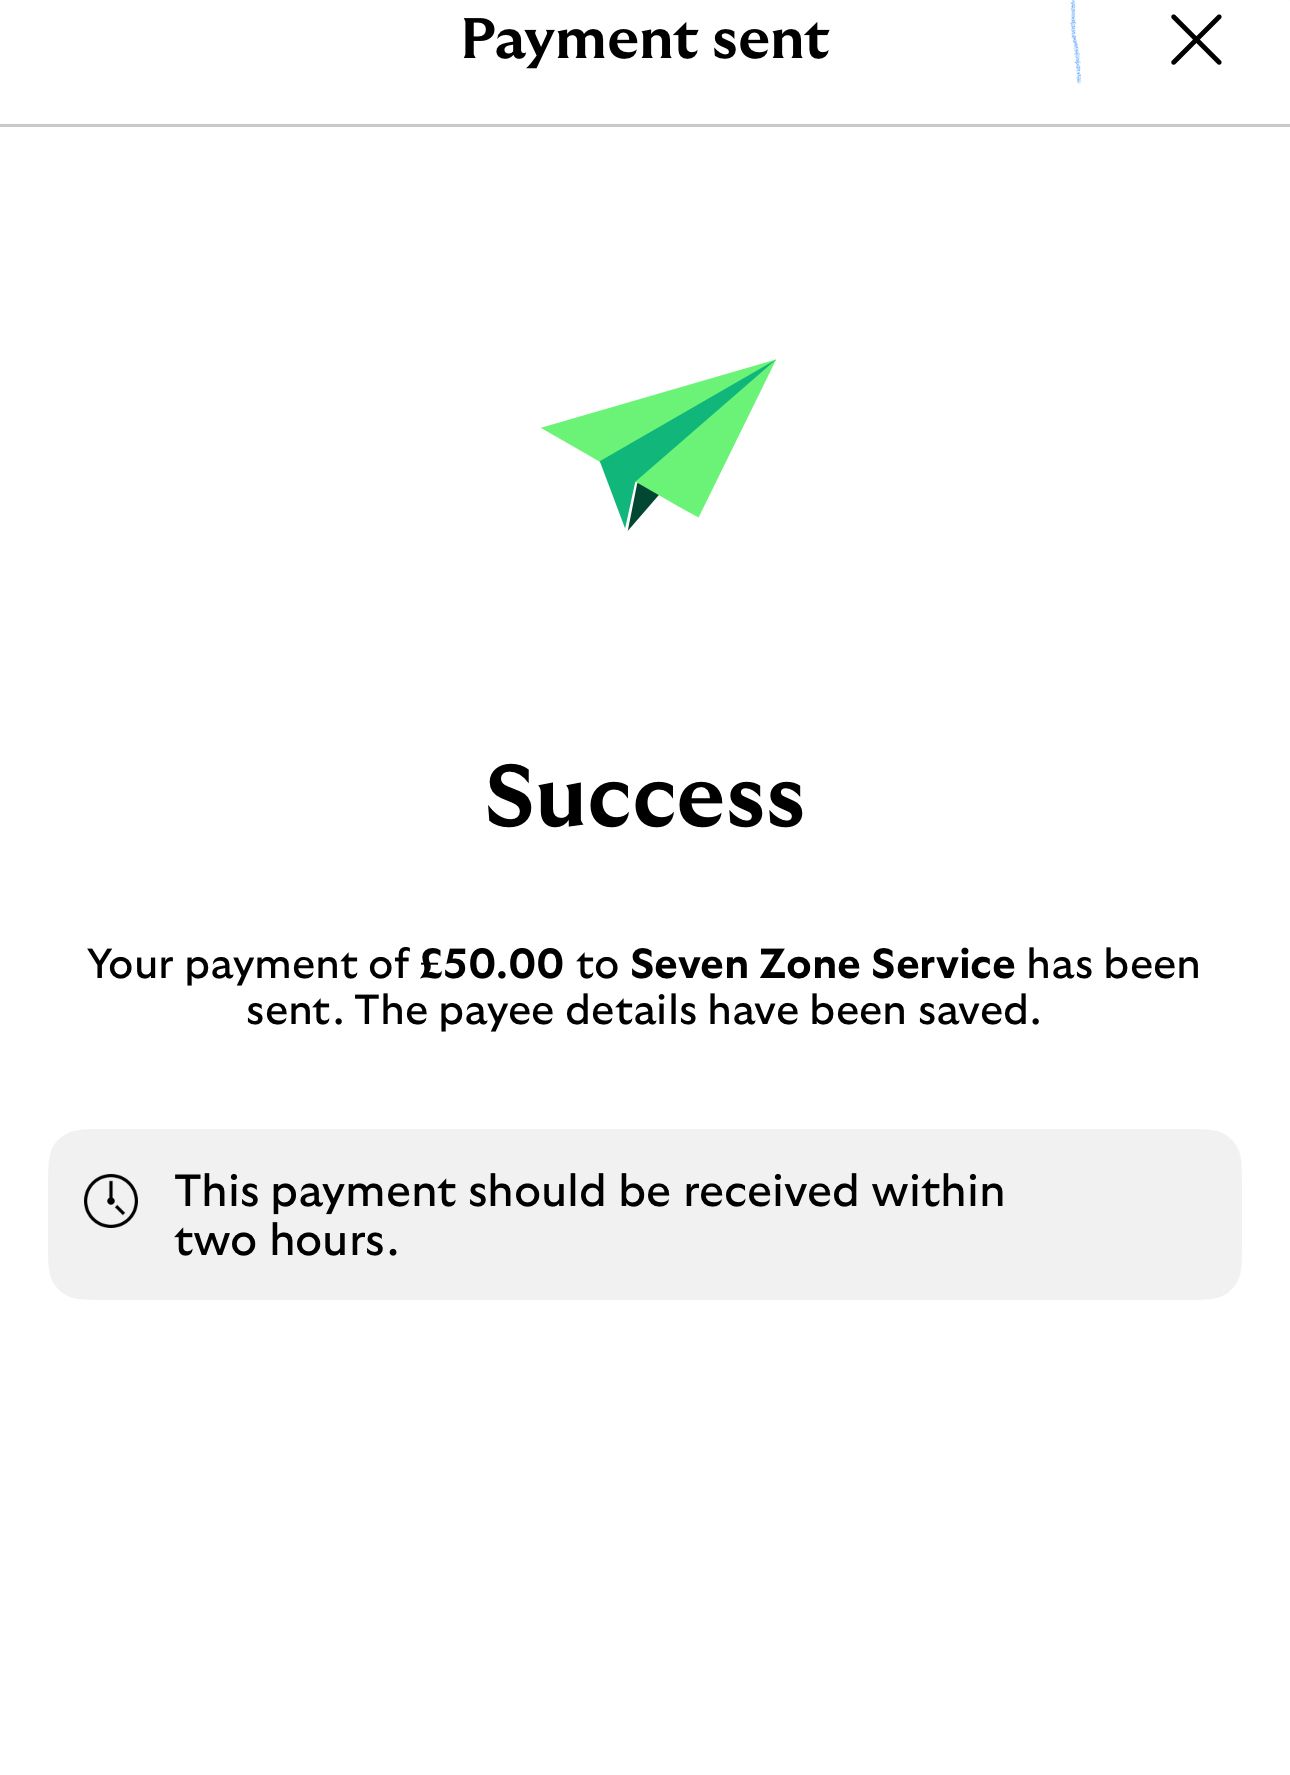 Payment sent
Success
Your payment of £50.00 to Seven Zone Service has been
sent. The payee details have been saved.
This payment should be received within
two hours.